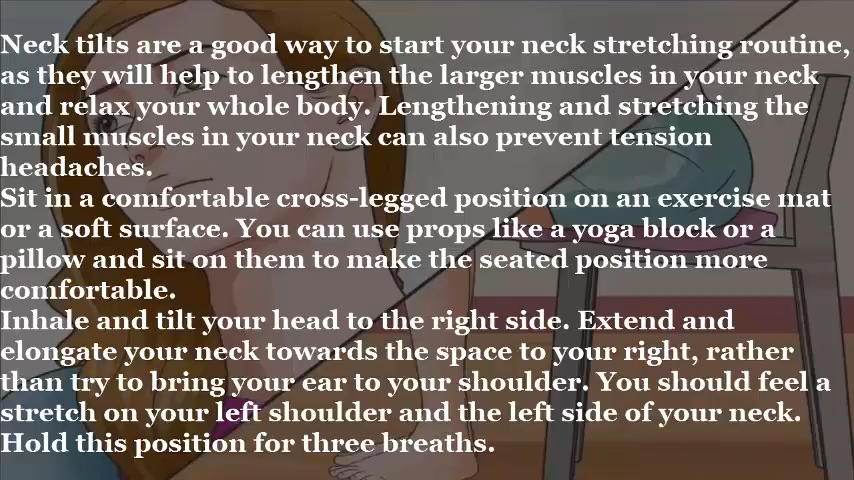 Neck tilts are a good way to start your neck stretching routine,
as they will help to lengthen the larger muscles in your neck
and relax your whole body. Lengthening and stretching the
small muscles in your neck can also prevent tension
headaches.
Sit in a comfortable cross-legged position on an exercise mat
or a soft surface. You can use props like a yoga block or a
pillow and sit on them to make the seated position more
comfortable.
Inhale and tilt your head to the right side. Extend and
elongate your neck towards the space to your right, rather
than try to bring your ear to your shoulder. You should feel a
stretch on your left shoulder and the left side of your neck.
Hold this position for three breaths.